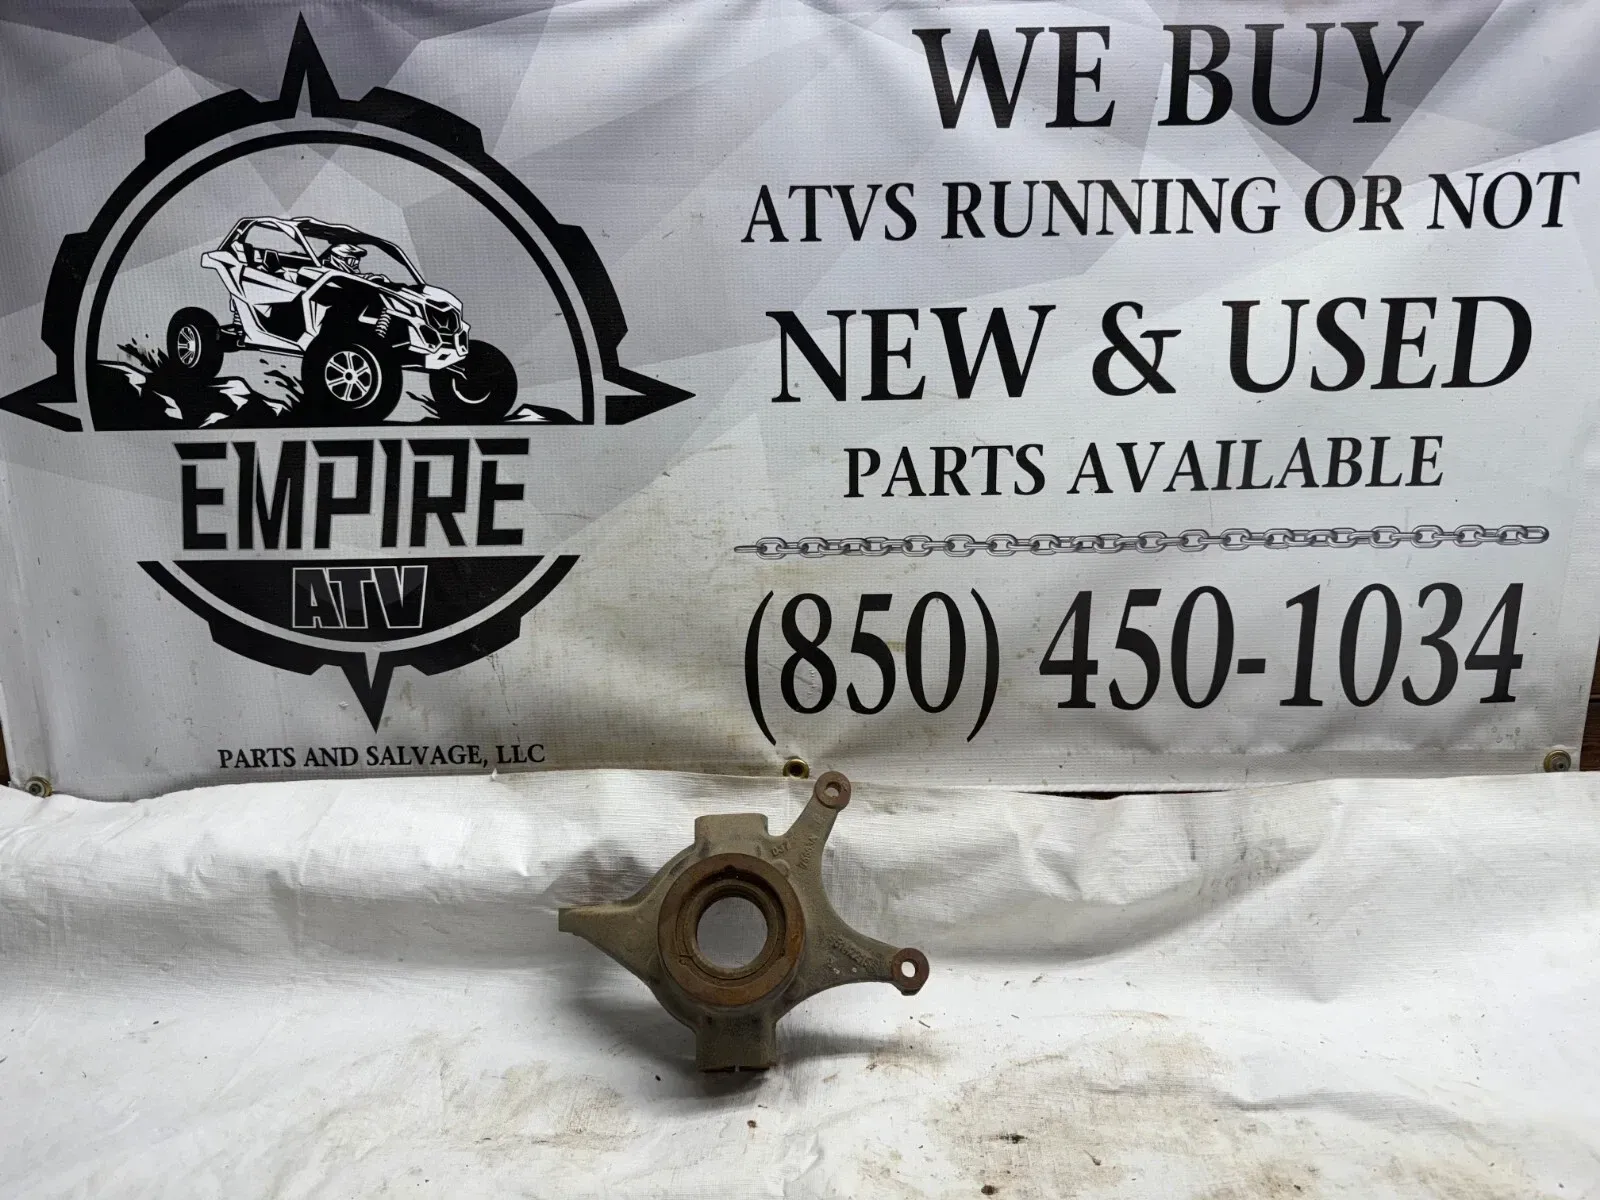 WE BUY
ATVS RUNNING OR NOT
NEW & USED
PARTS AVAILABLE
(850) 450-1034
EMPIRE
ATV
PARTS AND SALVAGE, LLC